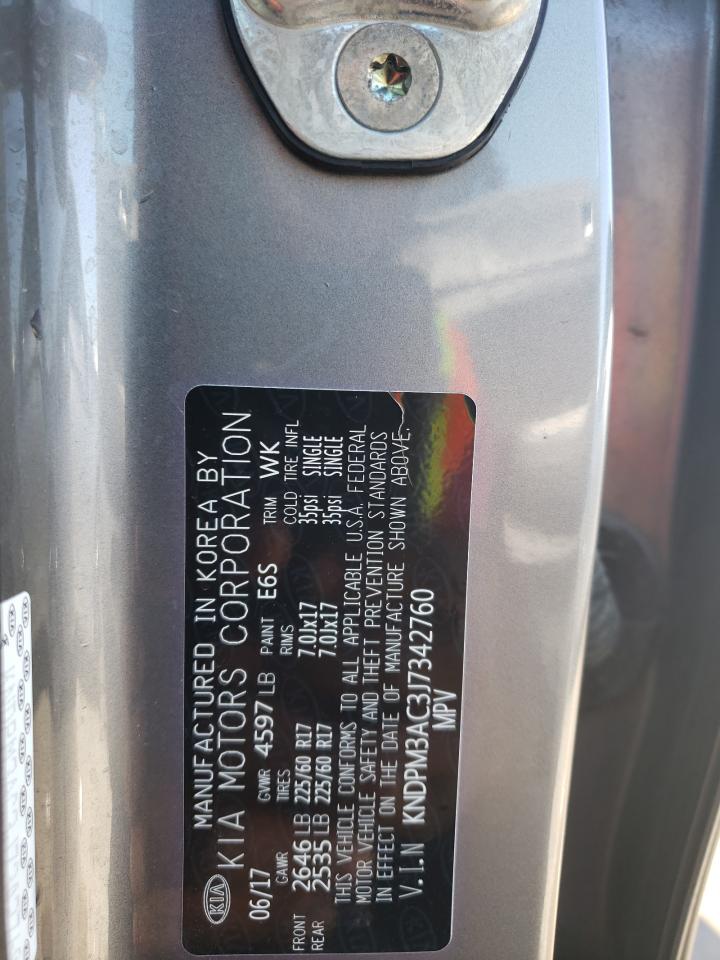 MANUFACTURED IN KOREA BY
KIA KIA MOTORS CORPORATION
06/17 GVWR 4597 LB PAINT E6S TRIM WK
GAWR TIRES RIMS COLD TIRE INFL
FRONT 2646 LB 225/60 R17 7.0Jx17 35psi SINGLE
REAR 2535 LB 225/60 R17 7.0Jx17 35psi SINGLE
THIS VEHICLE CONFORMS TO ALL APPLICABLE U.S.A. FEDERAL
MOTOR VEHICLE SAFETY AND THEFT PREVENTION STANDARDS
IN EFFECT ON THE DATE OF MANUFACTURE SHOWN ABOVE.
V.I.N KNDPM3AC3J7342760
MPV